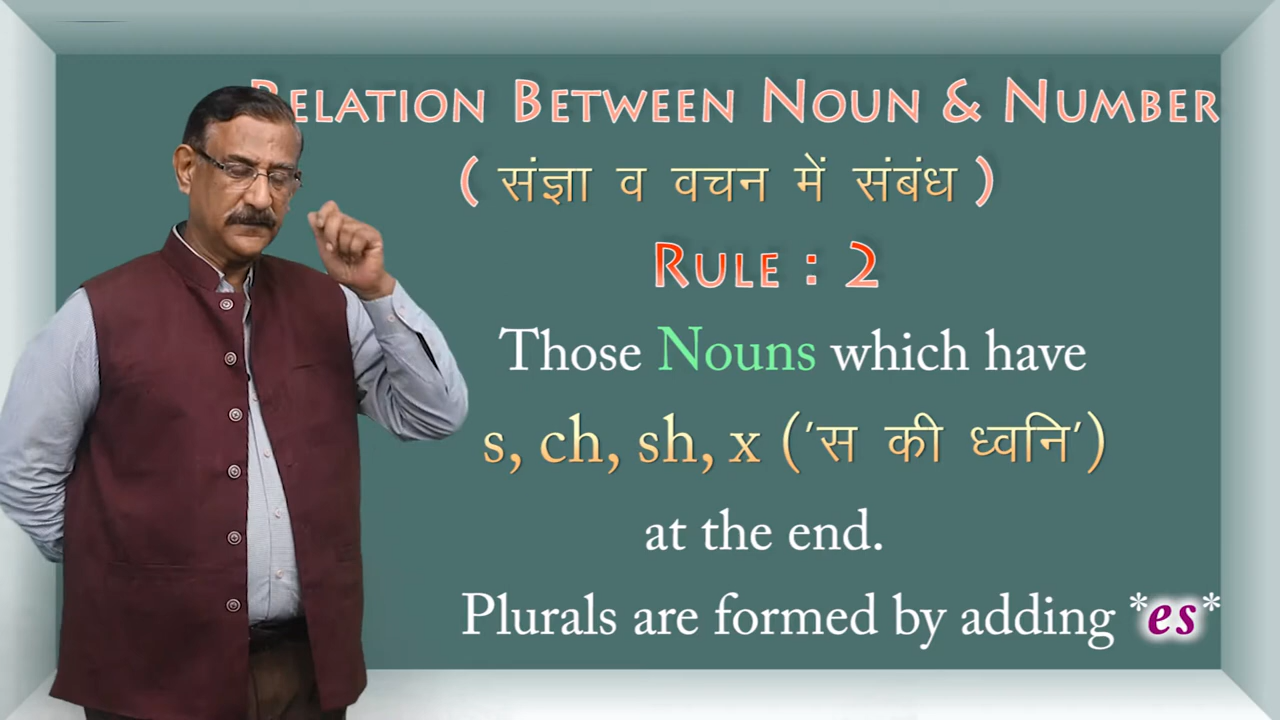 Relation Between Noun & Number
( संज्ञा व वचन में संबंध )
Rule : 2
Those Nouns which have
s, ch, sh, x (‘स की ध्वनि’)
at the end.
Plurals are formed by adding *es*